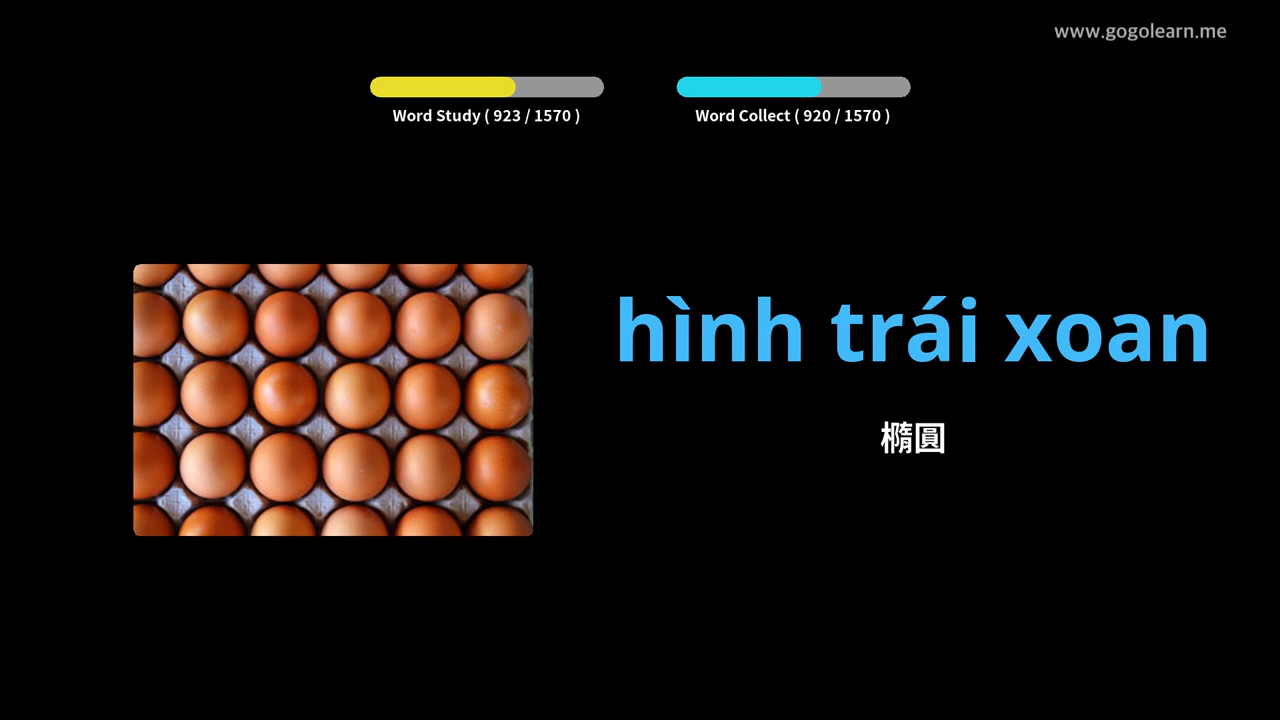 www.gogolearn.me
Word Study ( 923 / 1570 )
Word Collect ( 920 / 1570 )
hình trái xoan
橢圓